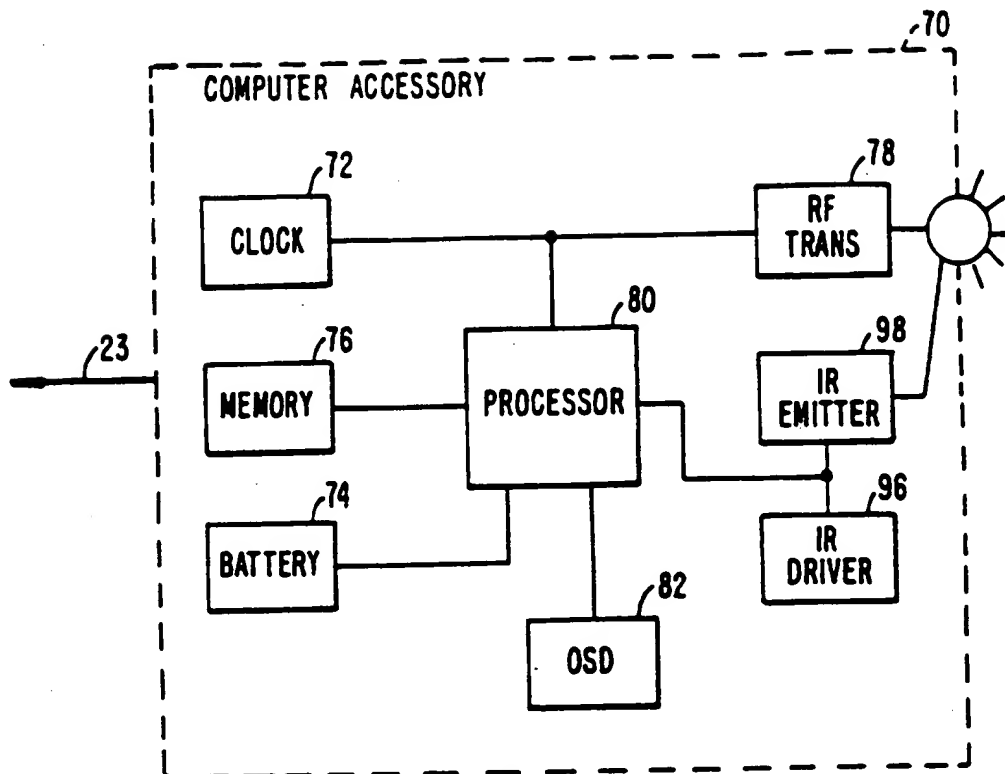 70
COMPUTER ACCESSORY
72
CLOCK
78
RF
TRANS
23
76
MEMORY
80
PROCESSOR
98
IR
EMITTER
74
BATTERY
96
IR
DRIVER
82
OSD